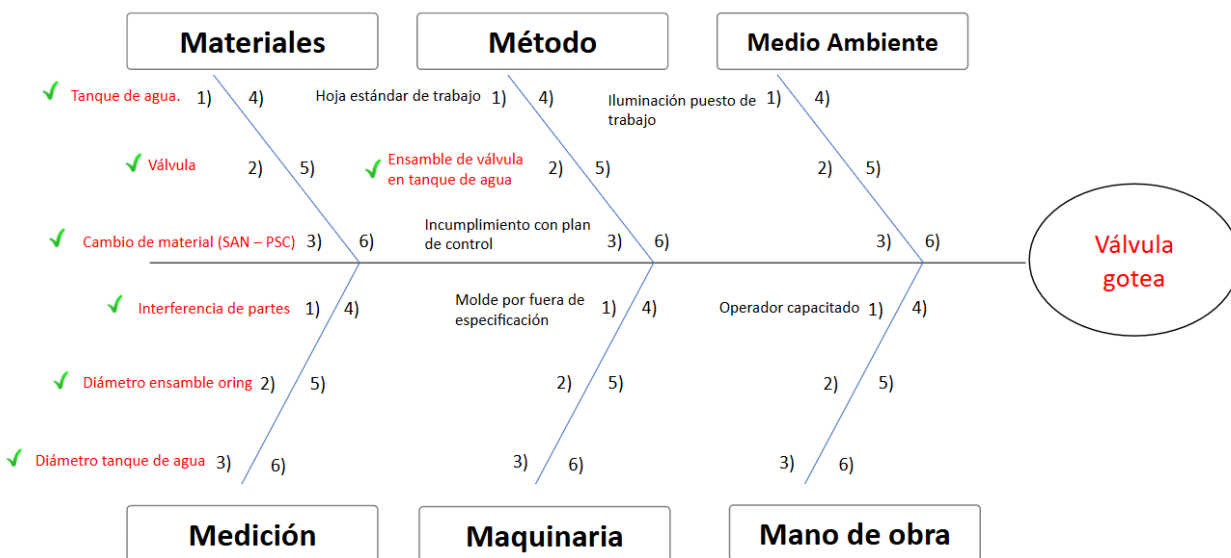 Materiales
Método
Medio Ambiente
Tanque de agua. 1) 4)
Hoja estándar de trabajo 1) 4)
Iluminación puesto de
trabajo
1) 4)
Válvula 2) 5)
Ensamble de válvula
en tanque de agua
2) 5)
2) 5)
Cambio de material (SAN – PSC) 3) 6)
Incumplimiento con plan
de control
3) 6)
3) 6)
Válvula
gotea
Interferencia de partes 1) 4)
Molde por fuera de
especificación
1) 4)
Operador capacitado 1) 4)
Diámetro ensamble oring 2) 5)
2) 5)
2) 5)
Diámetro tanque de agua 3) 6)
3) 6)
3) 6)
Medición
Maquinaria
Mano de obra